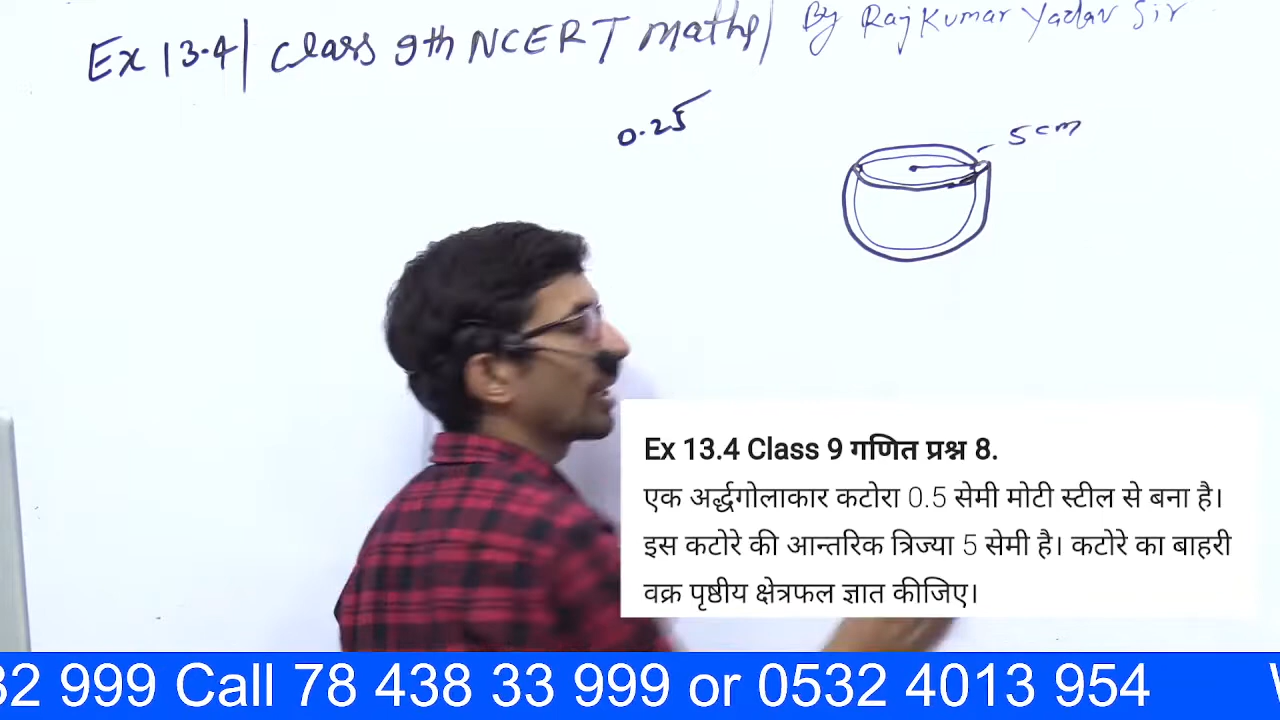 Ex 13.4/ Class 9th NCERT maths/ By Raj Kumar Yadav Sir
0.25
5 cm
Ex 13.4 Class 9 गणित प्रश्न 8.
एक अर्द्धगोलाकार कटोरा 0.5 सेमी मोटी स्टील से बना है।
इस कटोरे की आन्तरिक त्रिज्या 5 सेमी है। कटोरे का बाहरी
वक्र पृष्ठीय क्षेत्रफल ज्ञात कीजिए।
32 999 Call 78 438 33 999 or 0532 4013 954